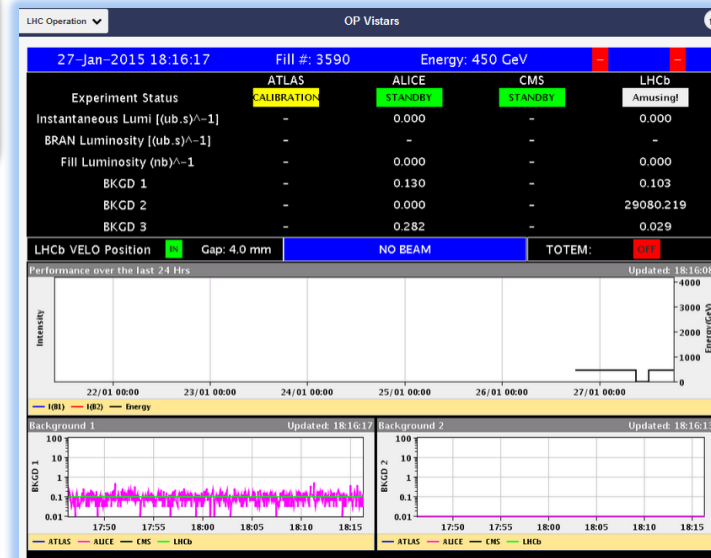 LHC Operation OP Vistars
27-Jan-2015 18:16:17 Fill #: 3590 Energy: 450 GeV – –
ATLAS ALICE CMS LHCb
Experiment Status CALIBRATION STANDBY STANDBY Amusing!
Instantaneous Lumi [(ub.s)^-1] – 0.000 – 0.000
BRAN Luminosity [(ub.s)^-1] – – – –
Fill Luminosity (nb)^-1 – 0.000 – 0.000
BKGD 1 – 0.130 – 0.103
BKGD 2 – 0.000 – 29080.219
BKGD 3 – 0.282 – 0.029
LHCb VELO Position IN Gap: 4.0 mm NO BEAM TOTEM: OFF
Performance over the last 24 Hrs Updated: 18:16:08
Intensity
4000
3000
2000
1000
0
Energy(GeV)
22/01 00:00 23/01 00:00 24/01 00:00 25/01 00:00 26/01 00:00 27/01 00:00
I(B1) I(B2) Energy
Background 1 Updated: 18:16:17
BKGD 1
100
10
1
0.1
0.01
17:50 17:55 18:00 18:05 18:10 18:15
ATLAS ALICE CMS LHCb
Background 2 Updated: 18:16:13
BKGD 2
100
10
1
0.1
0.01
17:50 17:55 18:00 18:05 18:10 18:15
ATLAS ALICE CMS LHCb